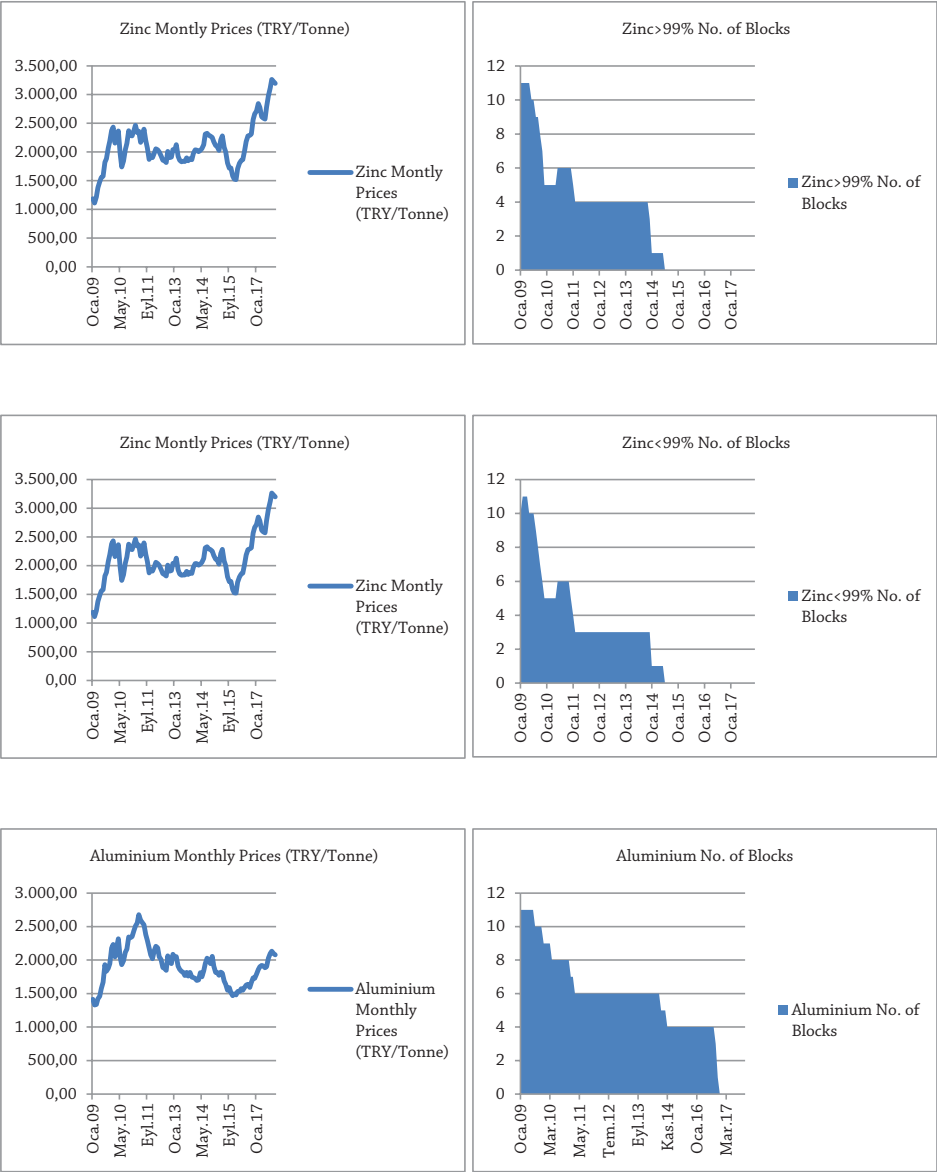 Zinc Montly Prices (TRY/Tonne)
3.500,00
3.000,00
2.500,00
2.000,00
1.500,00
1.000,00
500,00
0,00
Oca.09
May.10
Eyl.11
Oca.13
May.14
Eyl.15
Oca.17
Zinc Montly
Prices
(TRY/Tonne)
Zinc>99% No. of Blocks
12
10
8
6
4
2
0
Oca.09
Oca.10
Oca.11
Oca.12
Oca.13
Oca.14
Oca.15
Oca.16
Oca.17
Zinc>99% No. of
Blocks
Zinc Montly Prices (TRY/Tonne)
3.500,00
3.000,00
2.500,00
2.000,00
1.500,00
1.000,00
500,00
0,00
Oca.09
May.10
Eyl.11
Oca.13
May.14
Eyl.15
Oca.17
Zinc Montly
Prices
(TRY/Tonne)
Zinc<99% No. of Blocks
12
10
8
6
4
2
0
Oca.09
Oca.10
Oca.11
Oca.12
Oca.13
Oca.14
Oca.15
Oca.16
Oca.17
Zinc<99% No. of
Blocks
Aluminium Monthly Prices (TRY/Tonne)
3.000,00
2.500,00
2.000,00
1.500,00
1.000,00
500,00
0,00
Oca.09
May.10
Eyl.11
Oca.13
May.14
Eyl.15
Oca.17
Aluminium
Monthly
Prices
(TRY/Tonne)
Aluminium No. of Blocks
12
10
8
6
4
2
0
Oca.09
Mar.10
May.11
Tem.12
Eyl.13
Kas.14
Oca.16
Mar.17
Aluminium No. of
Blocks